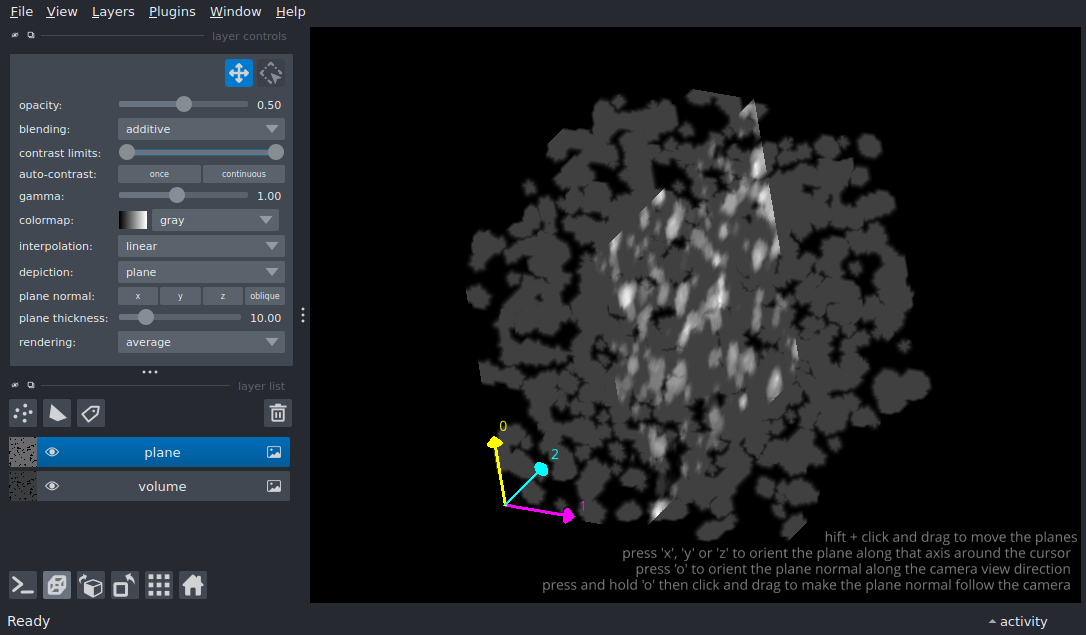 File View Layers Plugins Window Help
layer controls
opacity: 0.50
blending: additive
contrast limits:
auto-contrast: once continuous
gamma: 1.00
colormap: gray
interpolation: linear
depiction: plane
plane normal: x y z oblique
plane thickness: 10.00
rendering: average
layer list
plane
volume
0
2
1
hift + click and drag to move the planes
press 'x', 'y' or 'z' to orient the plane along that axis around the cursor
press 'o' to orient the plane normal along the camera view direction
press and hold 'o' then click and drag to make the plane normal follow the camera
Ready
activity